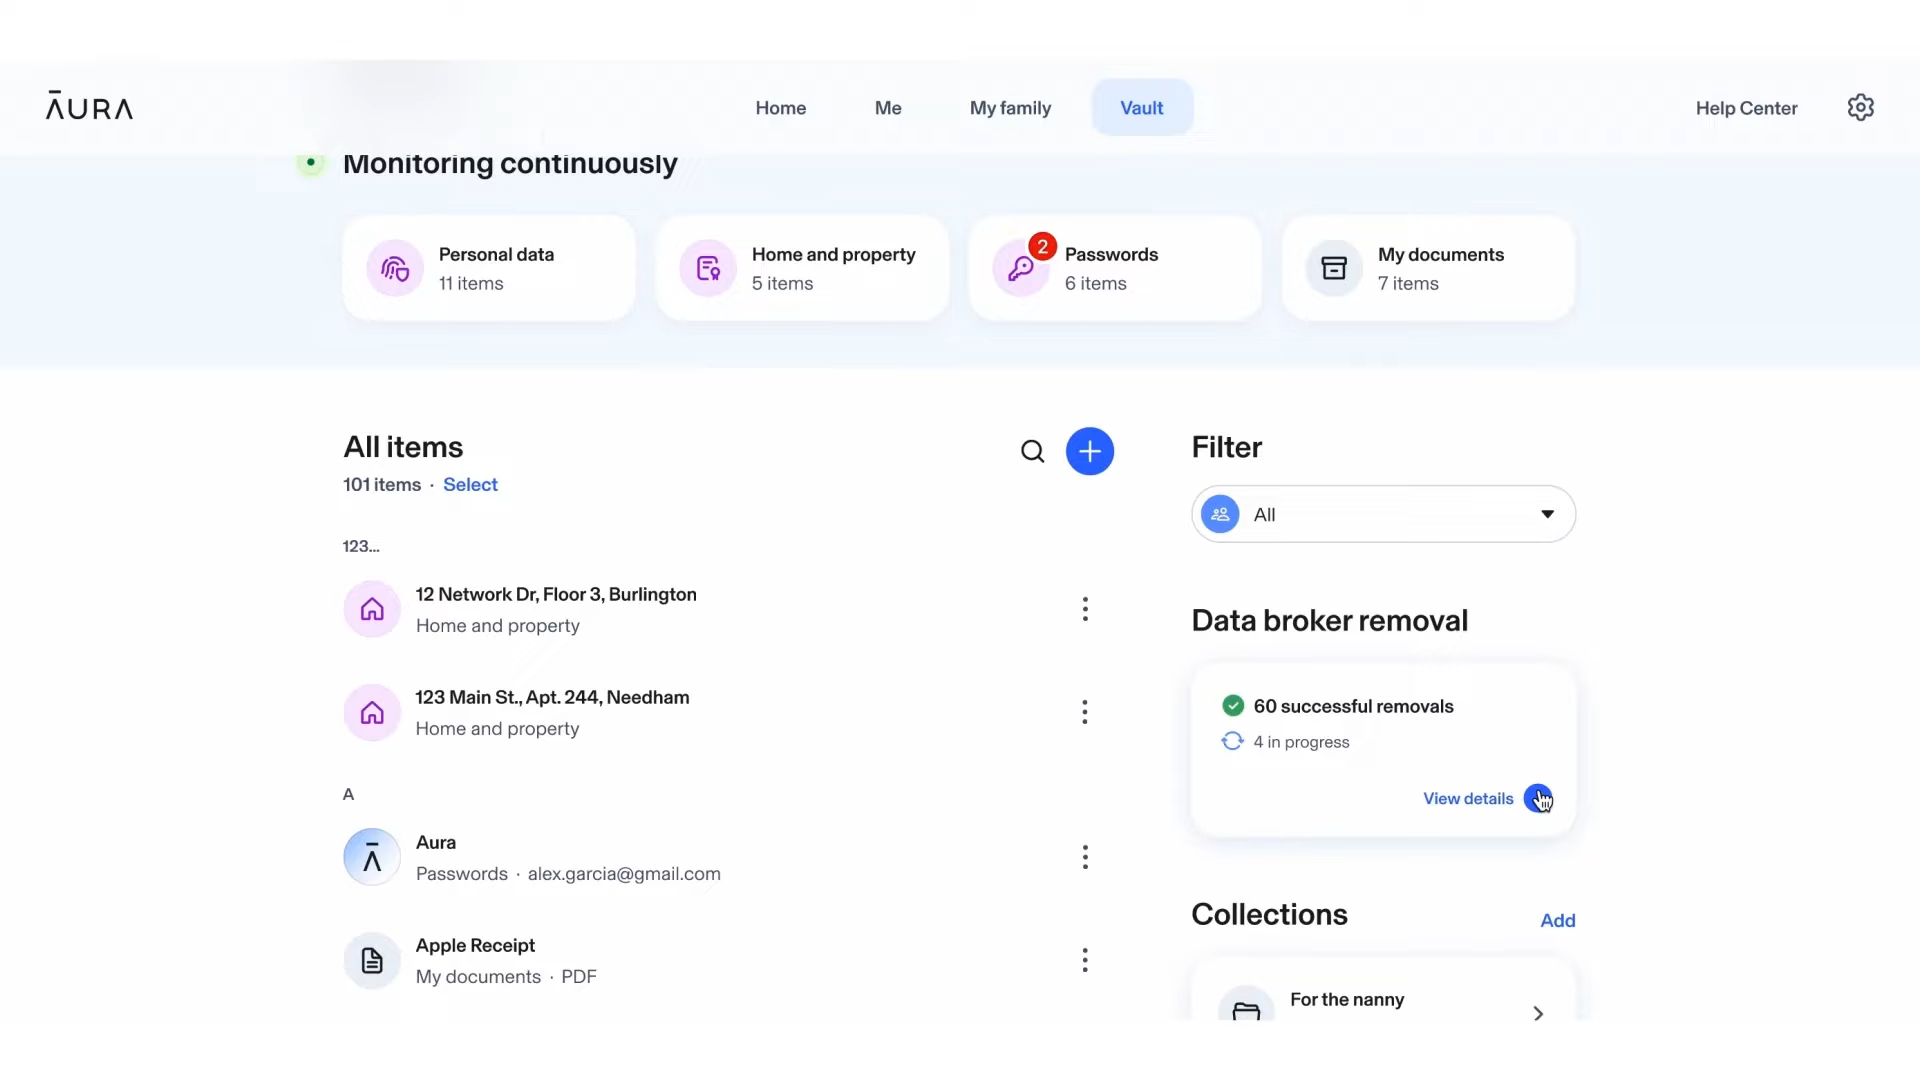 ĀURA
Home
Me
My family
Vault
Help Center
Monitoring continuously
Personal data
11 items
Home and property
5 items
2
Passwords
6 items
My documents
7 items
All items
101 items · Select
123...
12 Network Dr, Floor 3, Burlington
Home and property
123 Main St., Apt. 244, Needham
Home and property
A
Ā
Aura
Passwords · alex.garcia@gmail.com
Apple Receipt
My documents · PDF
Filter
All
Data broker removal
60 successful removals
4 in progress
View details
Collections
Add
For the nanny